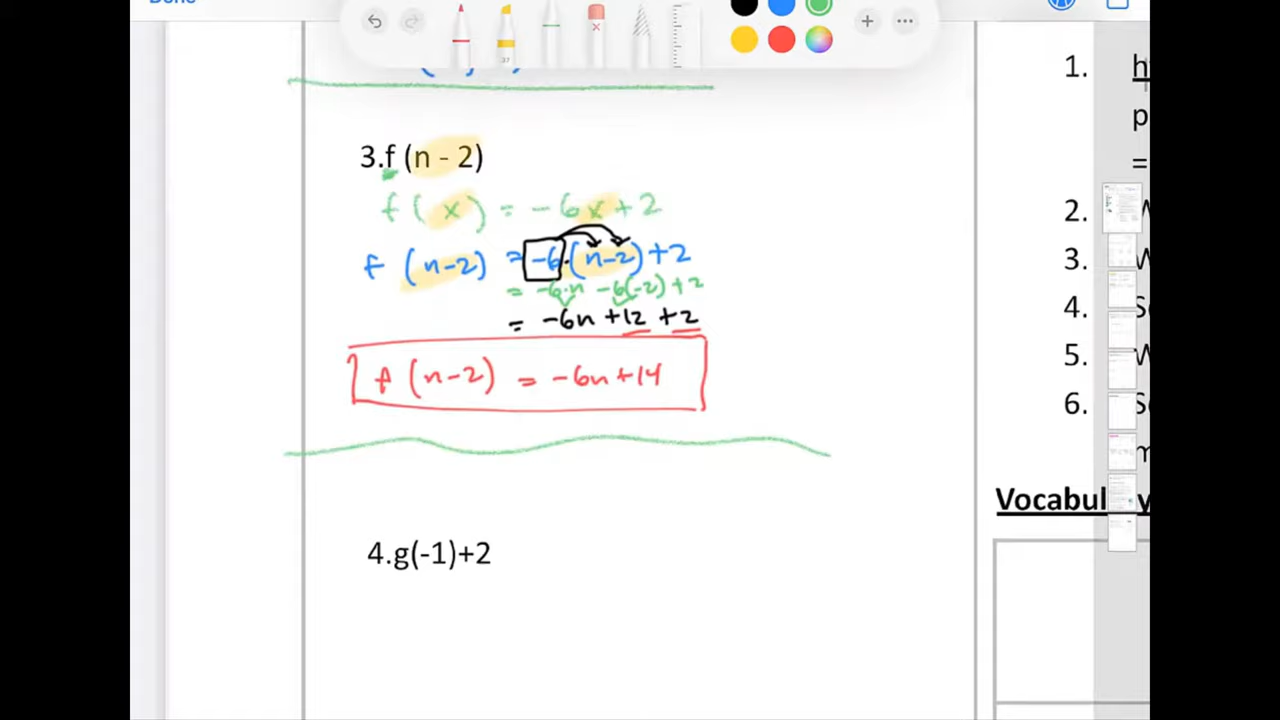 3.f (n - 2)
f(x) = -6x+2
f (n-2) = -6·(n-2)+2
= -6·n -6(-2)+2
= -6n +12 +2
f (n-2) = -6n+14
4.g(-1)+2
1.
p
=
2.
3.
4.
5.
6.
Vocabul y